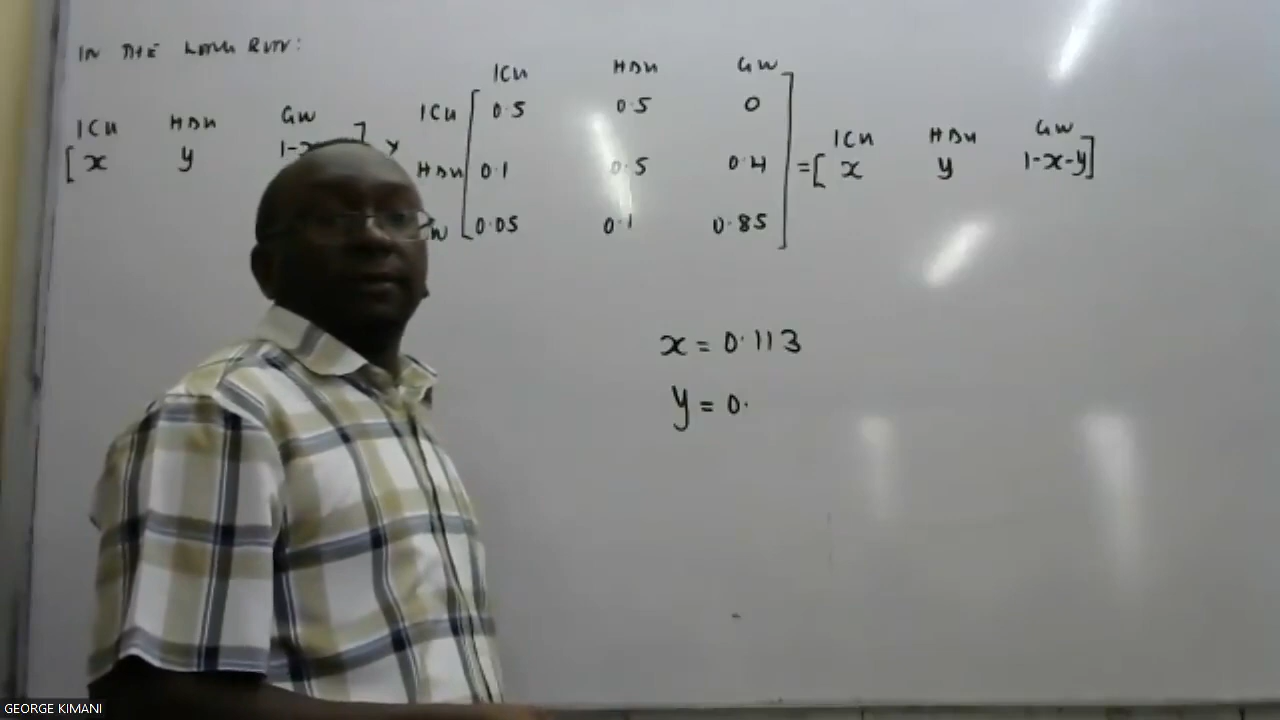 IN THE LONG RUN:
ICU HDU GW
[x y 1-x ] x
ICU HDU GW
ICU [ 0.5 0.5 0
HDU 0.1 0.5 0.4
W 0.05 0.1 0.85 ]
ICU HDU GW
=[ x y 1-x-y]
x = 0.113
y = 0.
GEORGE KIMANI